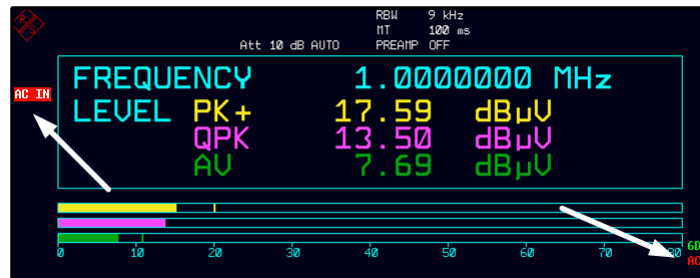 RBW 9 kHz
MT 100 ms
Att 10 dB AUTO PREAMP OFF
FREQUENCY 1.0000000 MHz
AC IN
LEVEL PK+ 17.59 dBµV
QPK 13.50 dBµV
AV 7.69 dBµV
0 10 20 30 40 50 60 70 80
6D
AC